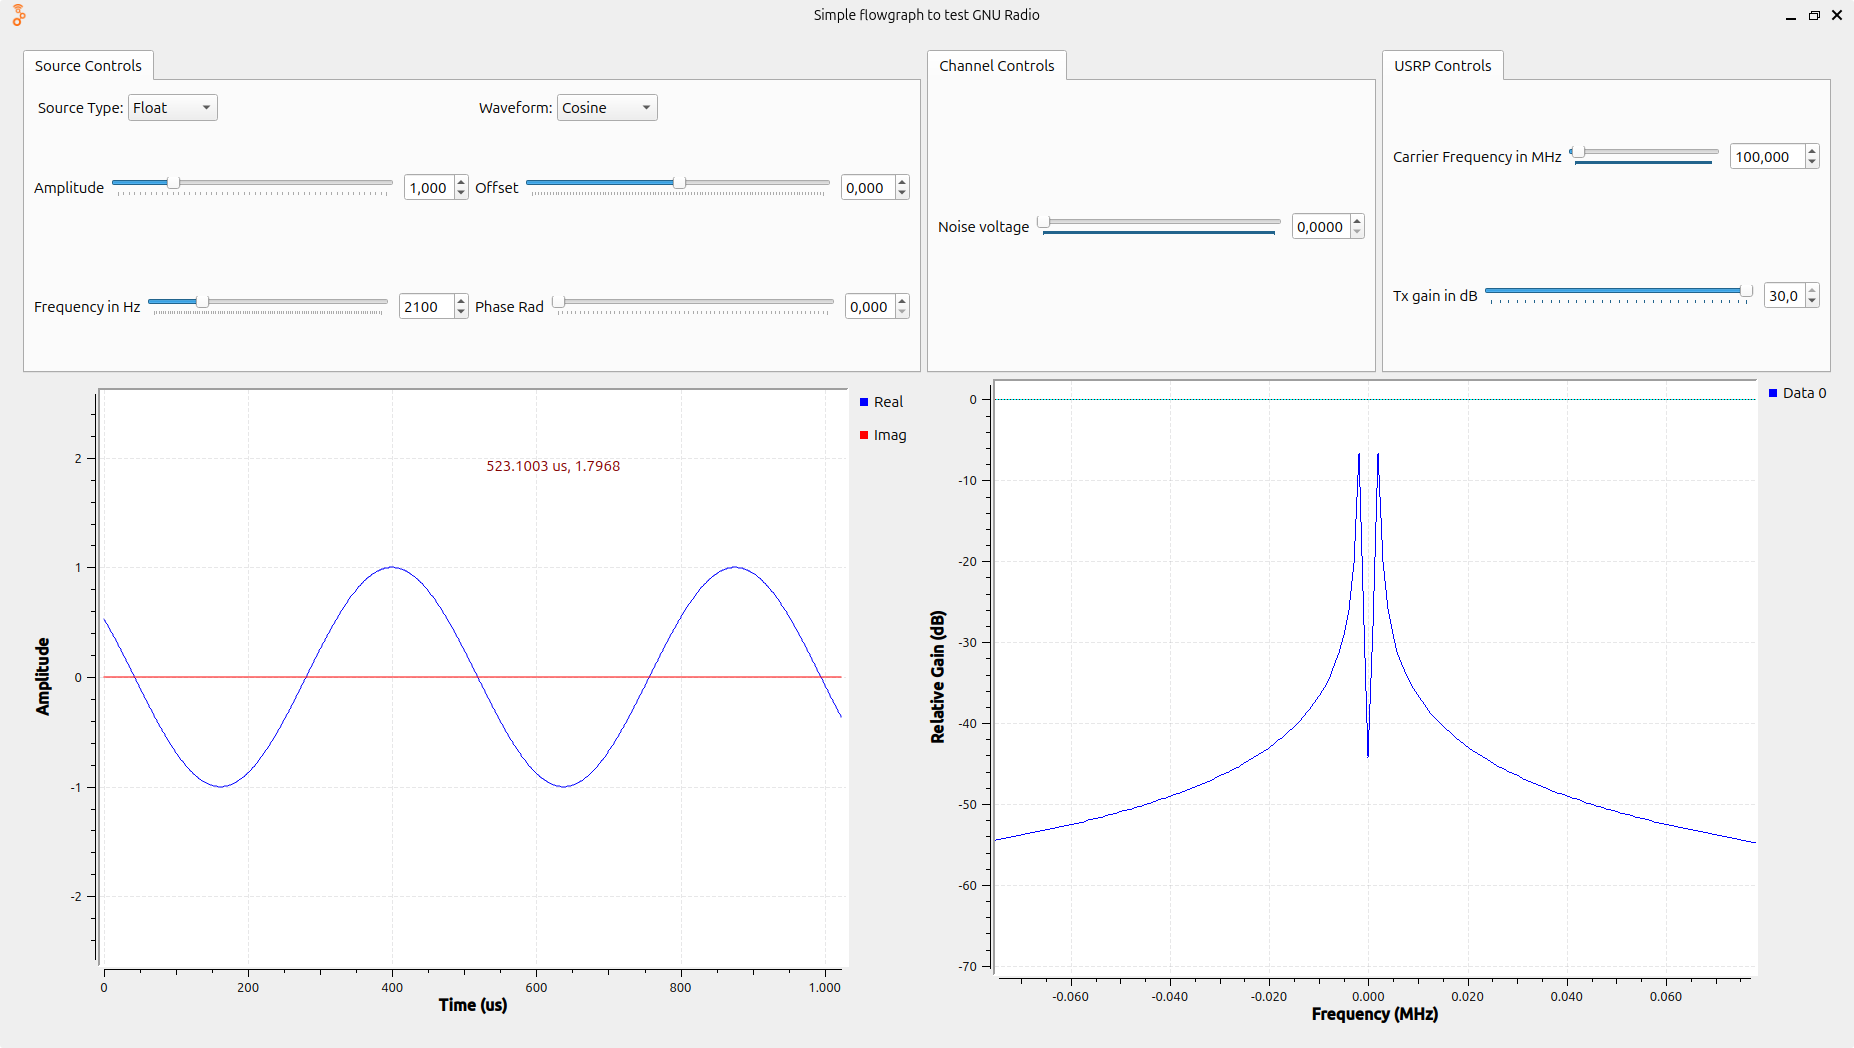 Simple flowgraph to test GNU Radio
Source Controls
Source Type: Float
Waveform: Cosine
Amplitude 1,000
Offset 0,000
Frequency in Hz 2100
Phase Rad 0,000
Channel Controls
Noise voltage 0,0000
USRP Controls
Carrier Frequency in MHz 100,000
Tx gain in dB 30,0
Real
Imag
523.1003 us, 1.7968
Amplitude
2
1
0
-1
-2
0 200 400 600 800 1.000
Time (us)
Data 0
Relative Gain (dB)
0
-10
-20
-30
-40
-50
-60
-70
-0.060 -0.040 -0.020 0.000 0.020 0.040 0.060
Frequency (MHz)